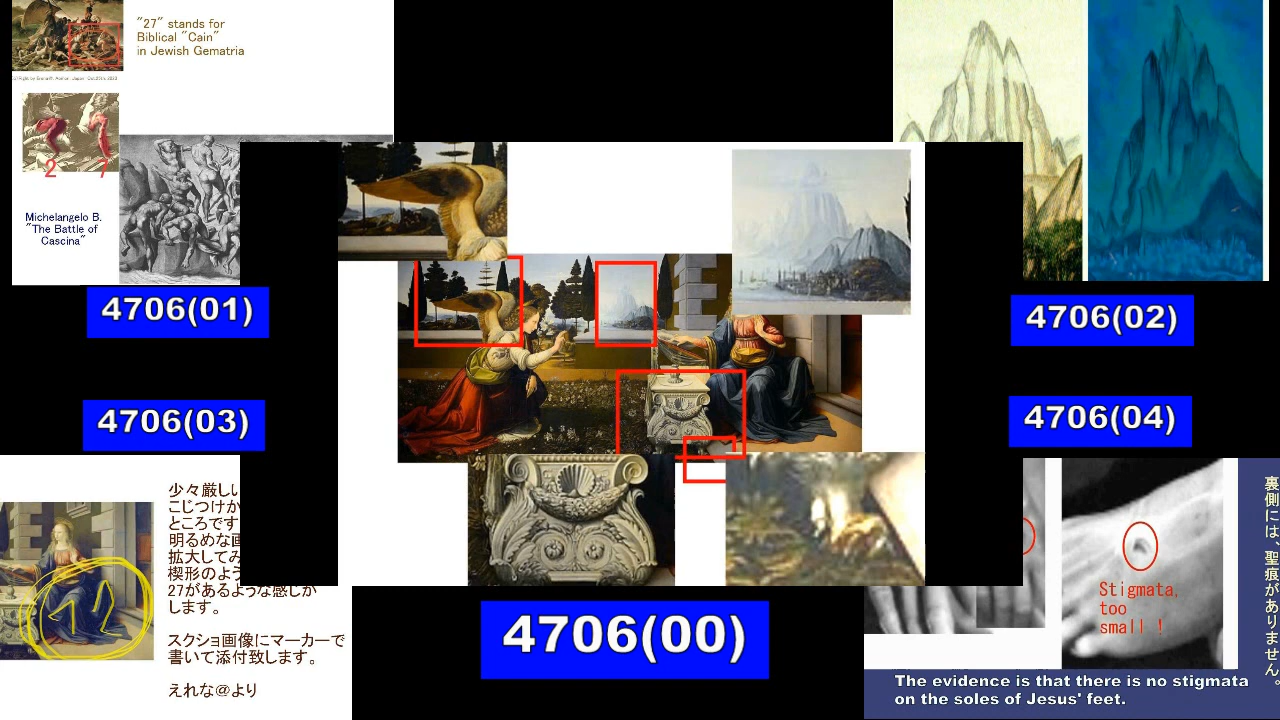 "27" stands for
Biblical "Cain"
in Jewish Gematria
2 7
Michelangelo B.
"The Battle of
Cascina"
4706(01)
4706(02)
4706(03)
4706(04)
少々厳しい
こじつけか
ところです
明るめな画
拡大してみ
楔形のよう
27があるような感じが
します。
スクショ画像にマーカーで
書いて添付致します。
えれな@より
4706(00)
Stigmata,
too
small !
裏側には、聖痕がありません。
The evidence is that there is no stigmata
on the soles of Jesus' feet.